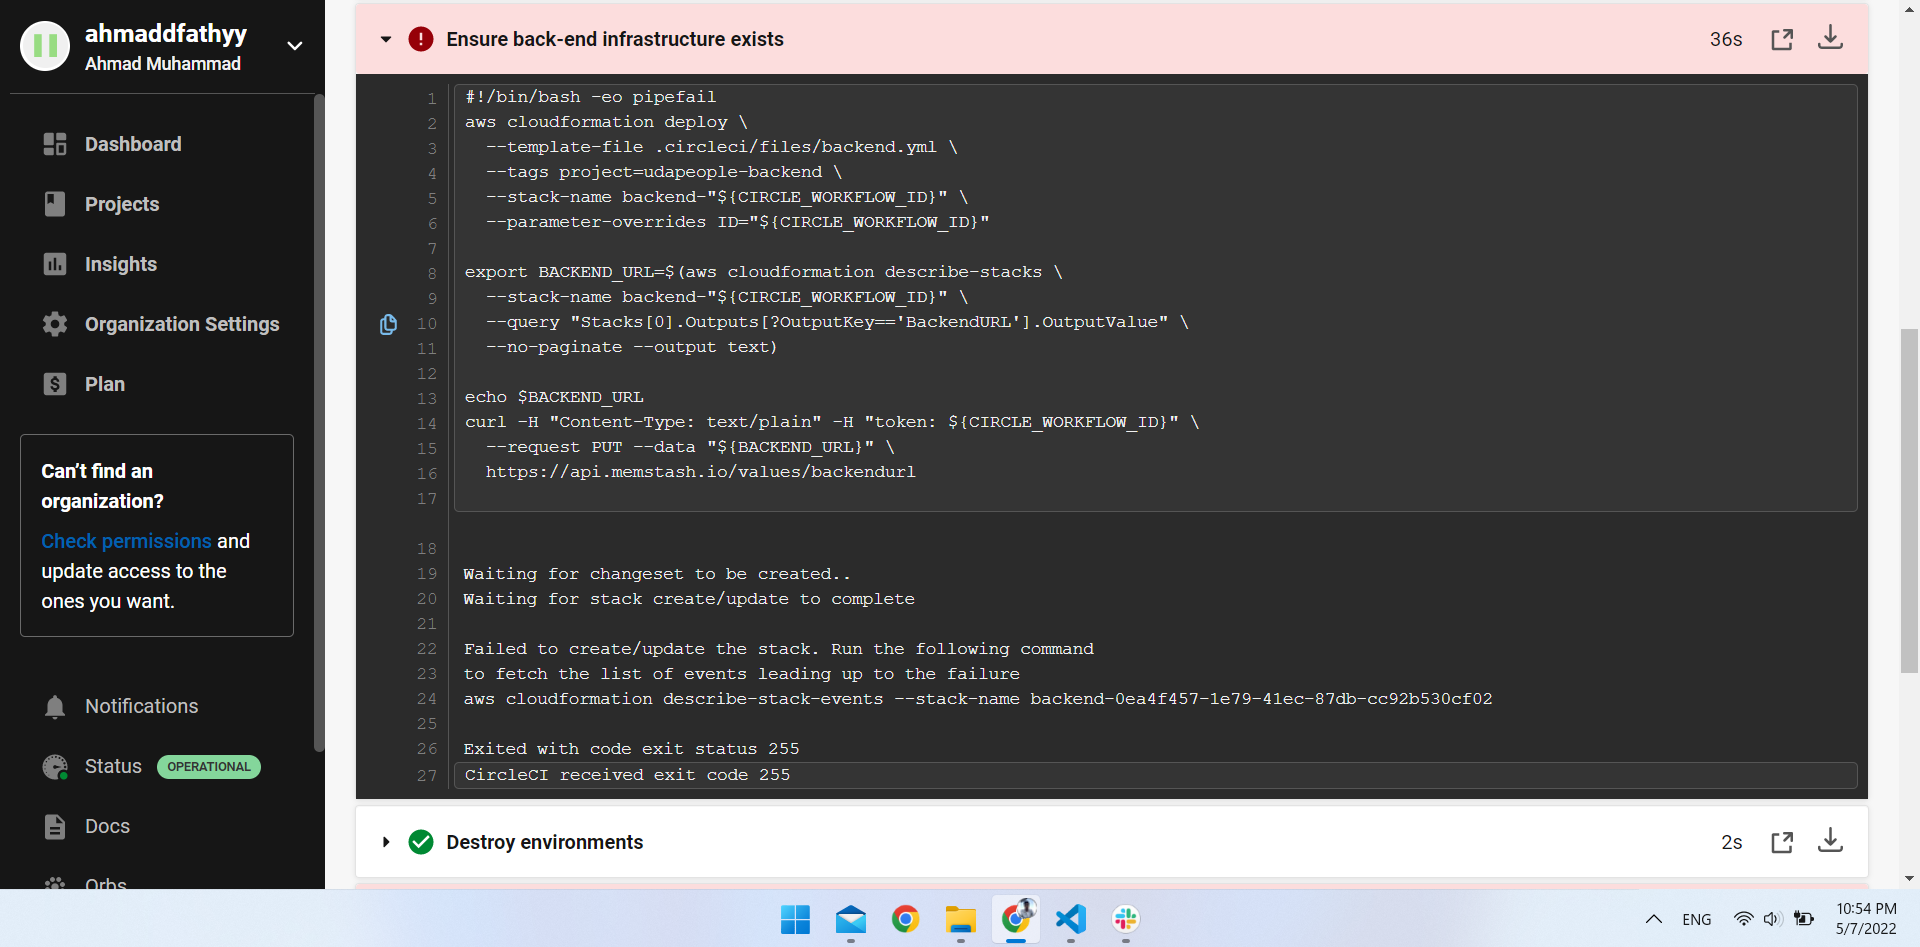 ahmaddfathyy
Ahmad Muhammad
Dashboard
Projects
Insights
Organization Settings
Plan
Can't find an
organization?
Check permissions and
update access to the
ones you want.
Notifications
Status OPERATIONAL
Docs
Orbs
Ensure back-end infrastructure exists 36s
1 #!/bin/bash -eo pipefail
2 aws cloudformation deploy \
3 --template-file .circleci/files/backend.yml \
4 --tags project=udapeople-backend \
5 --stack-name backend-"${CIRCLE_WORKFLOW_ID}" \
6 --parameter-overrides ID="${CIRCLE_WORKFLOW_ID}"
7
8 export BACKEND_URL=$(aws cloudformation describe-stacks \
9 --stack-name backend-"${CIRCLE_WORKFLOW_ID}" \
10 --query "Stacks[0].Outputs[?OutputKey=='BackendURL'].OutputValue" \
11 --no-paginate --output text)
12
13 echo $BACKEND_URL
14 curl -H "Content-Type: text/plain" -H "token: ${CIRCLE_WORKFLOW_ID}" \
15 --request PUT --data "${BACKEND_URL}" \
16 https://api.memstash.io/values/backendurl
17
18
19 Waiting for changeset to be created..
20 Waiting for stack create/update to complete
21
22 Failed to create/update the stack. Run the following command
23 to fetch the list of events leading up to the failure
24 aws cloudformation describe-stack-events --stack-name backend-0ea4f457-1e79-41ec-87db-cc92b530cf02
25
26 Exited with code exit status 255
27 CircleCI received exit code 255
Destroy environments 2s
ENG
10:54 PM
5/7/2022